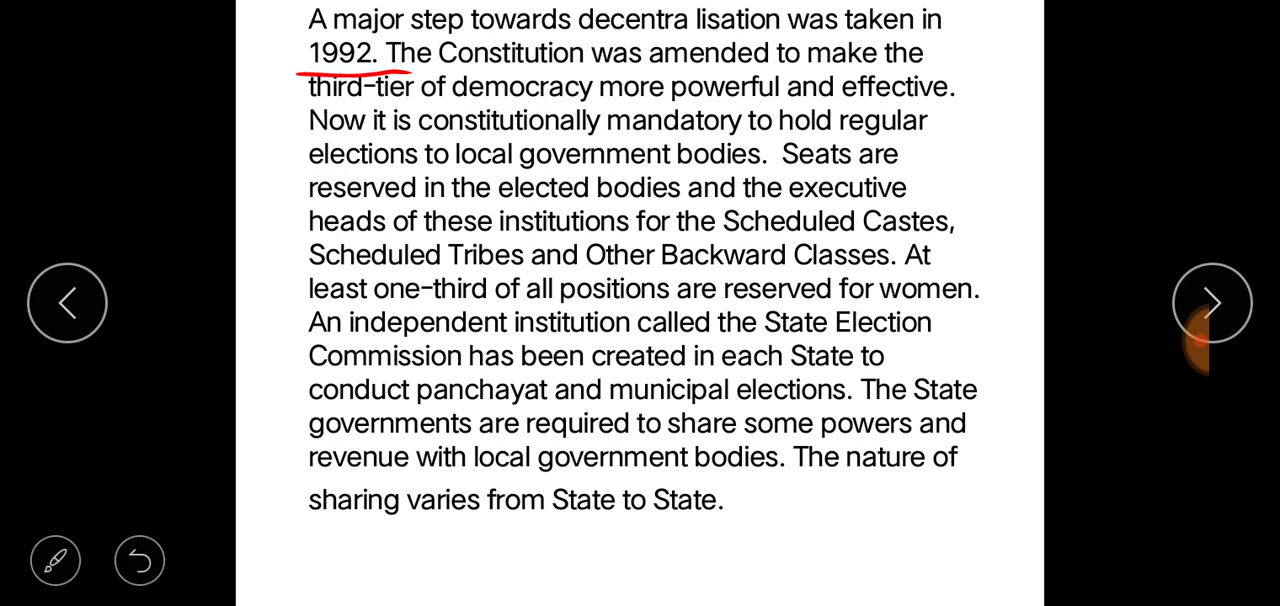 A major step towards decentra lisation was taken in
1992. The Constitution was amended to make the
third-tier of democracy more powerful and effective.
Now it is constitutionally mandatory to hold regular
elections to local government bodies.  Seats are
reserved in the elected bodies and the executive
heads of these institutions for the Scheduled Castes,
Scheduled Tribes and Other Backward Classes. At
least one-third of all positions are reserved for women.
An independent institution called the State Election
Commission has been created in each State to
conduct panchayat and municipal elections. The State
governments are required to share some powers and
revenue with local government bodies. The nature of
sharing varies from State to State.